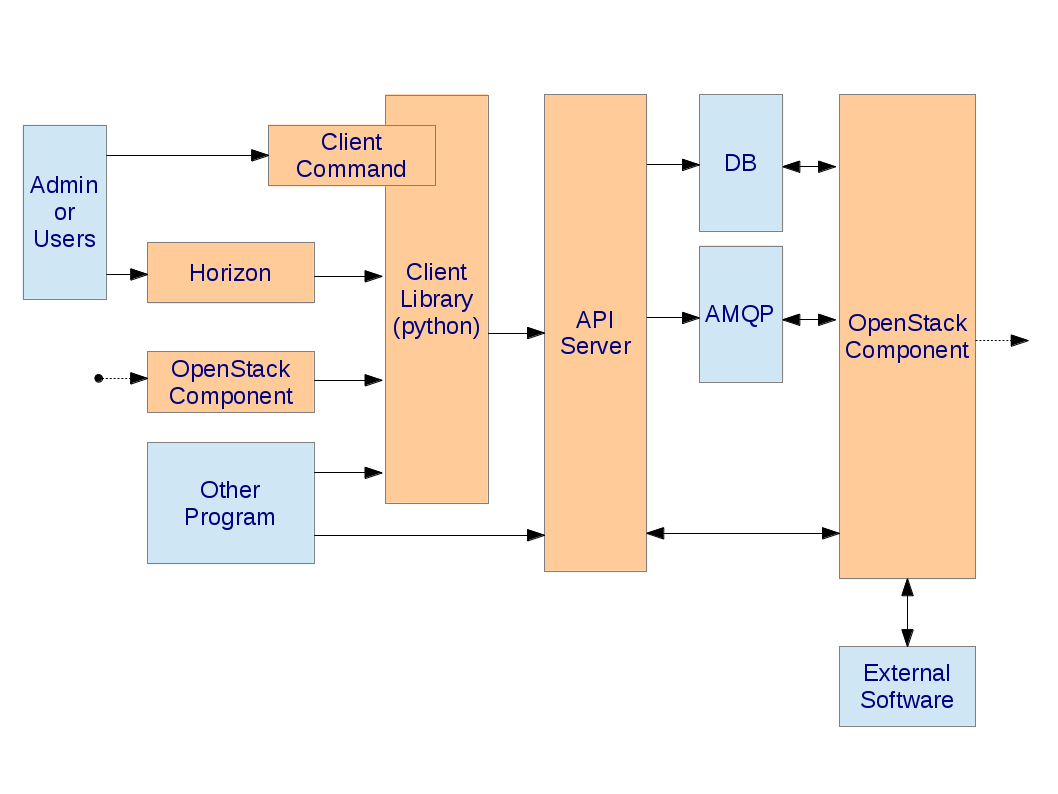 Admin
or
Users
Client
Command
Horizon
OpenStack
Component
Other
Program
Client
Library
(python)
API
Server
DB
AMQP
OpenStack
Component
External
Software